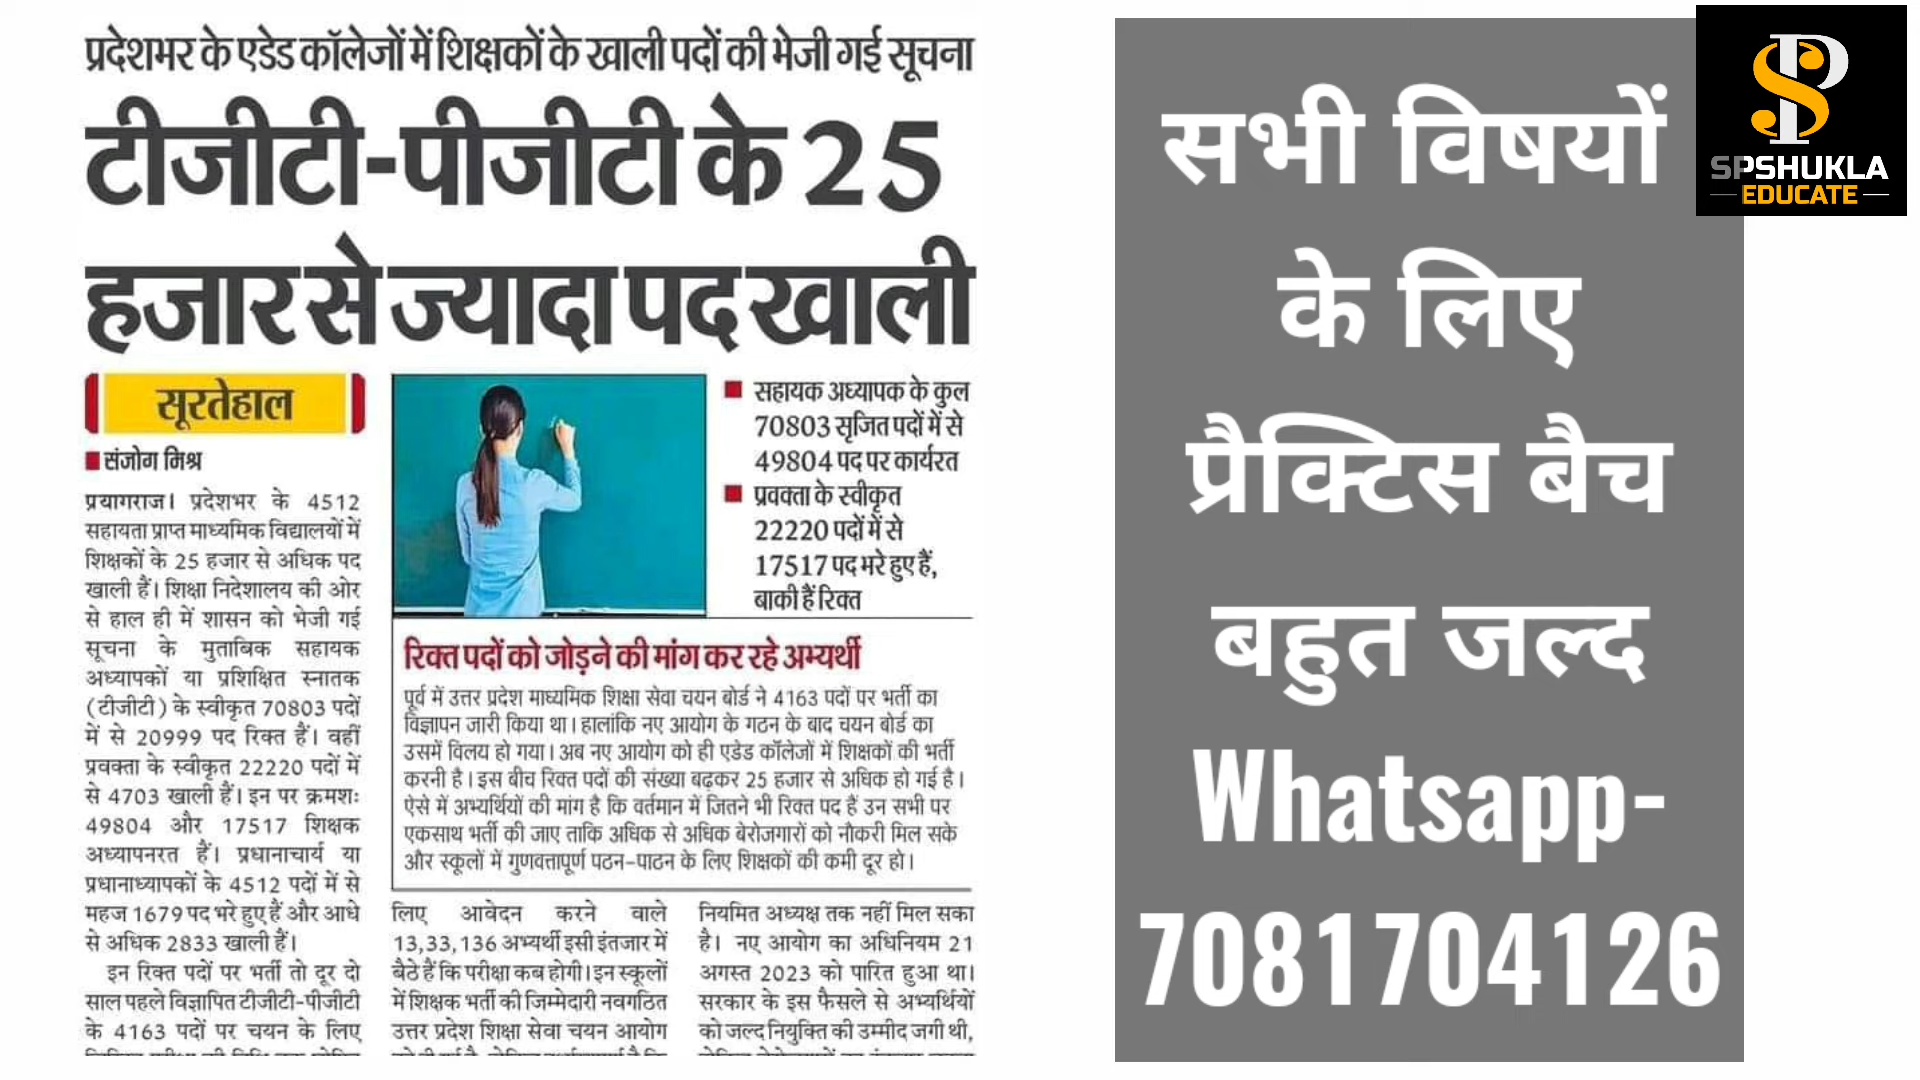 प्रदेशभर के एडेड कॉलेजों में शिक्षकों के खाली पदों की भेजी गई सूचना
टीजीटी-पीजीटी के 25
हजार से ज्यादा पद खाली
सूरतेहाल
संजोग मिश्र
प्रयागराज। प्रदेशभर के 4512
सहायता प्राप्त माध्यमिक विद्यालयों में
शिक्षकों के 25 हजार से अधिक पद
खाली हैं। शिक्षा निदेशालय की ओर
से हाल ही में शासन को भेजी गई
सूचना के मुताबिक सहायक
अध्यापकों या प्रशिक्षित स्नातक
(टीजीटी) के स्वीकृत 70803 पदों
में से 20999 पद रिक्त हैं। वहीं
प्रवक्ता के स्वीकृत 22220 पदों में
से 4703 खाली हैं। इन पर क्रमशः
49804 और 17517 शिक्षक
अध्यापनरत हैं। प्रधानाचार्य या
प्रधानाध्यापकों के 4512 पदों में से
महज 1679 पद भरे हुए हैं और आधे
से अधिक 2833 खाली हैं।
इन रिक्त पदों पर भर्ती तो दूर दो
साल पहले विज्ञापित टीजीटी-पीजीटी
के 4163 पदों पर चयन के लिए
सहायक अध्यापक के कुल
70803 सृजित पदों में से
49804 पद पर कार्यरत
प्रवक्ता के स्वीकृत
22220 पदों में से
17517 पद भरे हुए हैं,
बाकी हैं रिक्त
रिक्त पदों को जोड़ने की मांग कर रहे अभ्यर्थी
पूर्व में उत्तर प्रदेश माध्यमिक शिक्षा सेवा चयन बोर्ड ने 4163 पदों पर भर्ती का
विज्ञापन जारी किया था। हालांकि नए आयोग के गठन के बाद चयन बोर्ड का
उसमें विलय हो गया। अब नए आयोग को ही एडेड कॉलेजों में शिक्षकों की भर्ती
करनी है। इस बीच रिक्त पदों की संख्या बढ़कर 25 हजार से अधिक हो गई है।
ऐसे में अभ्यर्थियों की मांग है कि वर्तमान में जितने भी रिक्त पद हैं उन सभी पर
एकसाथ भर्ती की जाए ताकि अधिक से अधिक बेरोजगारों को नौकरी मिल सके
और स्कूलों में गुणवत्तापूर्ण पठन-पाठन के लिए शिक्षकों की कमी दूर हो।
लिए आवेदन करने वाले
13,33,136 अभ्यर्थी इसी इंतजार में
बैठे हैं कि परीक्षा कब होगी। इन स्कूलों
में शिक्षक भर्ती की जिम्मेदारी नवगठित
उत्तर प्रदेश शिक्षा सेवा चयन आयोग
नियमित अध्यक्ष तक नहीं मिल सका
है। नए आयोग का अधिनियम 21
अगस्त 2023 को पारित हुआ था।
सरकार के इस फैसले से अभ्यर्थियों
को जल्द नियुक्ति की उम्मीद जगी थी,
सभी विषयों
के लिए
प्रैक्टिस बैच
बहुत जल्द
Whatsapp-
7081704126
SP
SPSHUKLA
EDUCATE